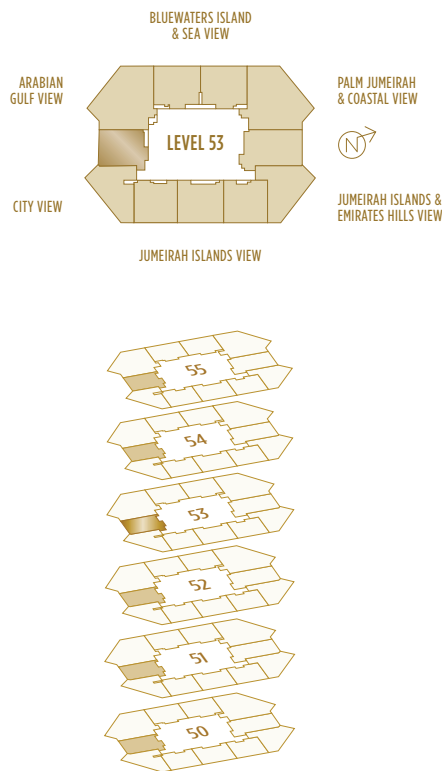 BLUEWATERS ISLAND
& SEA VIEW
ARABIAN
GULF VIEW
PALM JUMEIRAH
& COASTAL VIEW
LEVEL 53
N
CITY VIEW
JUMEIRAH ISLANDS &
EMIRATES HILLS VIEW
JUMEIRAH ISLANDS VIEW
55
54
53
52
51
50